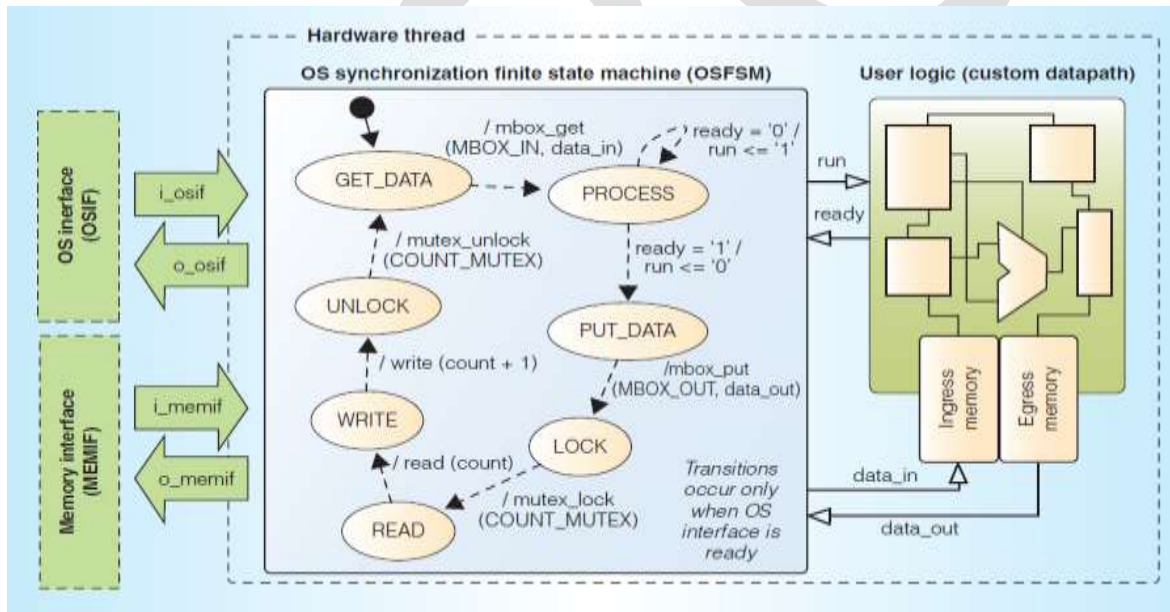 Hardware thread
OS synchronization finite state machine (OSFSM)
User logic (custom datapath)
OS inerface
(OSIF)
i_osif
o_osif
Memory interface
(MEMIF)
i_memif
o_memif
GET_DATA
/ mbox_get
(MBOX_IN, data_in)
ready = '0' /
run <= '1'
PROCESS
ready = '1' /
run <= '0'
PUT_DATA
/mbox_put
(MBOX_OUT, data_out)
LOCK
/ mutex_lock
(COUNT_MUTEX)
READ
/ read (count)
WRITE
/ write (count + 1)
UNLOCK
/ mutex_unlock
(COUNT_MUTEX)
Transitions
occur only
when OS
interface is
ready
run
ready
Ingress
memory
Egress
memory
data_in
data_out